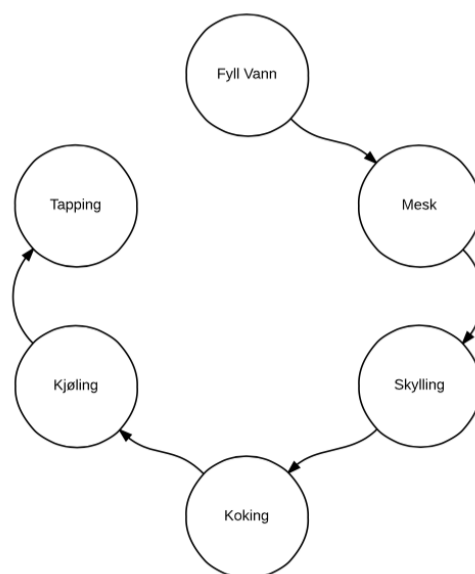 Fyll Vann
Mesk
Skylling
Koking
Kjøling
Tapping